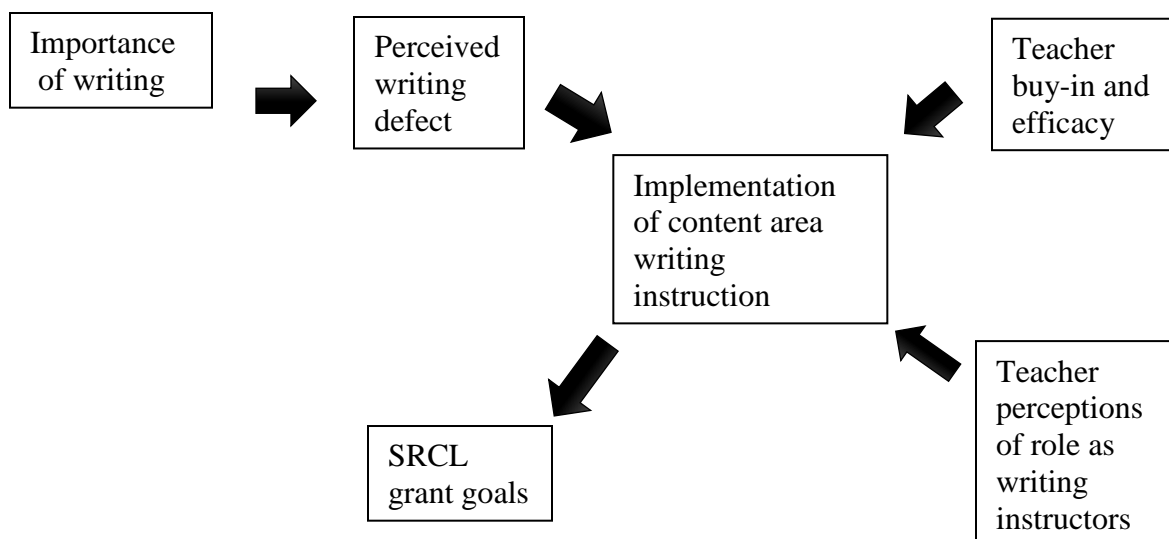 Importance
of writing
Perceived
writing
defect
Teacher
buy-in and
efficacy
Implementation
of content area
writing
instruction
SRCL
grant goals
Teacher
perceptions
of role as
writing
instructors